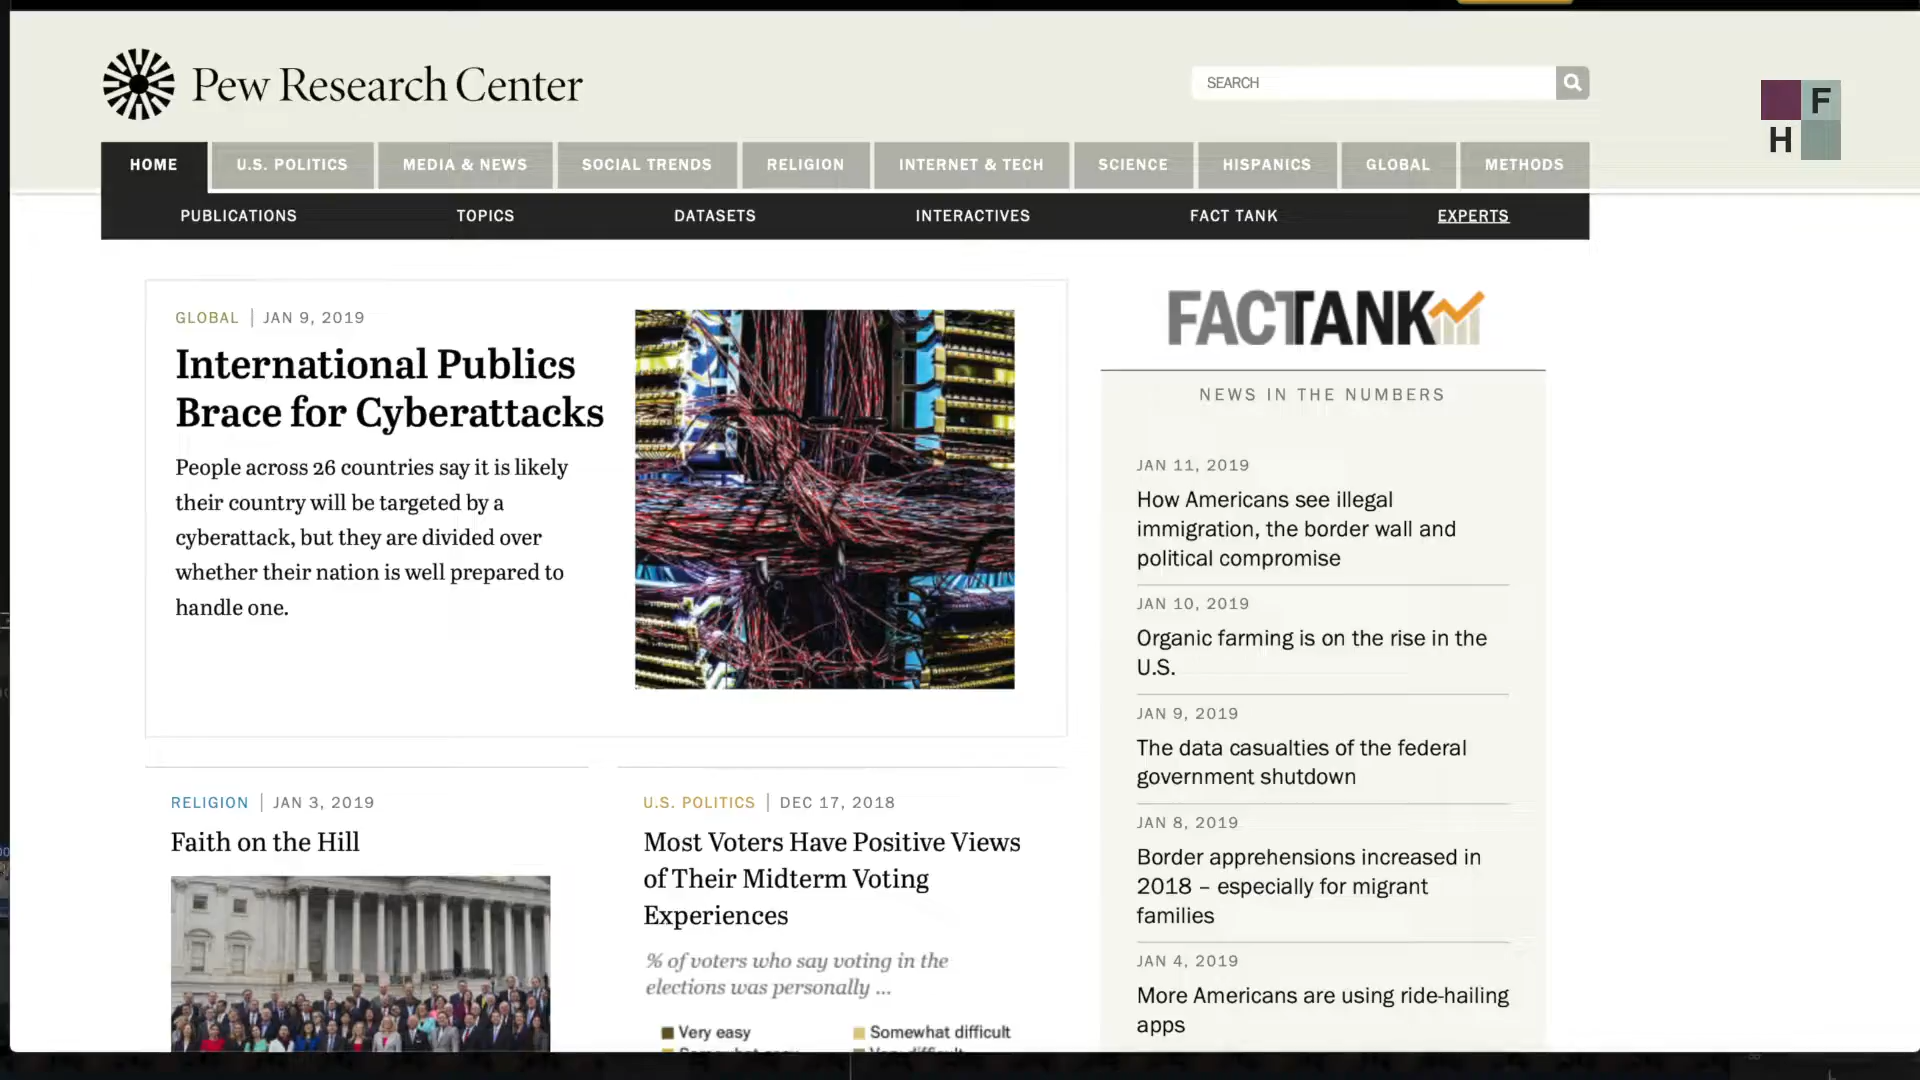 Pew Research Center
SEARCH
F
H
HOME
U.S. POLITICS
MEDIA & NEWS
SOCIAL TRENDS
RELIGION
INTERNET & TECH
SCIENCE
HISPANICS
GLOBAL
METHODS
PUBLICATIONS
TOPICS
DATASETS
INTERACTIVES
FACT TANK
EXPERTS
GLOBAL | JAN 9, 2019
International Publics
Brace for Cyberattacks
People across 26 countries say it is likely
their country will be targeted by a
cyberattack, but they are divided over
whether their nation is well prepared to
handle one.
RELIGION | JAN 3, 2019
Faith on the Hill
U.S. POLITICS | DEC 17, 2018
Most Voters Have Positive Views
of Their Midterm Voting
Experiences
% of voters who say voting in the
elections was personally ...
Very easy
Somewhat difficult
FACTANK
NEWS IN THE NUMBERS
JAN 11, 2019
How Americans see illegal
immigration, the border wall and
political compromise
JAN 10, 2019
Organic farming is on the rise in the
U.S.
JAN 9, 2019
The data casualties of the federal
government shutdown
JAN 8, 2019
Border apprehensions increased in
2018 – especially for migrant
families
JAN 4, 2019
More Americans are using ride-hailing
apps